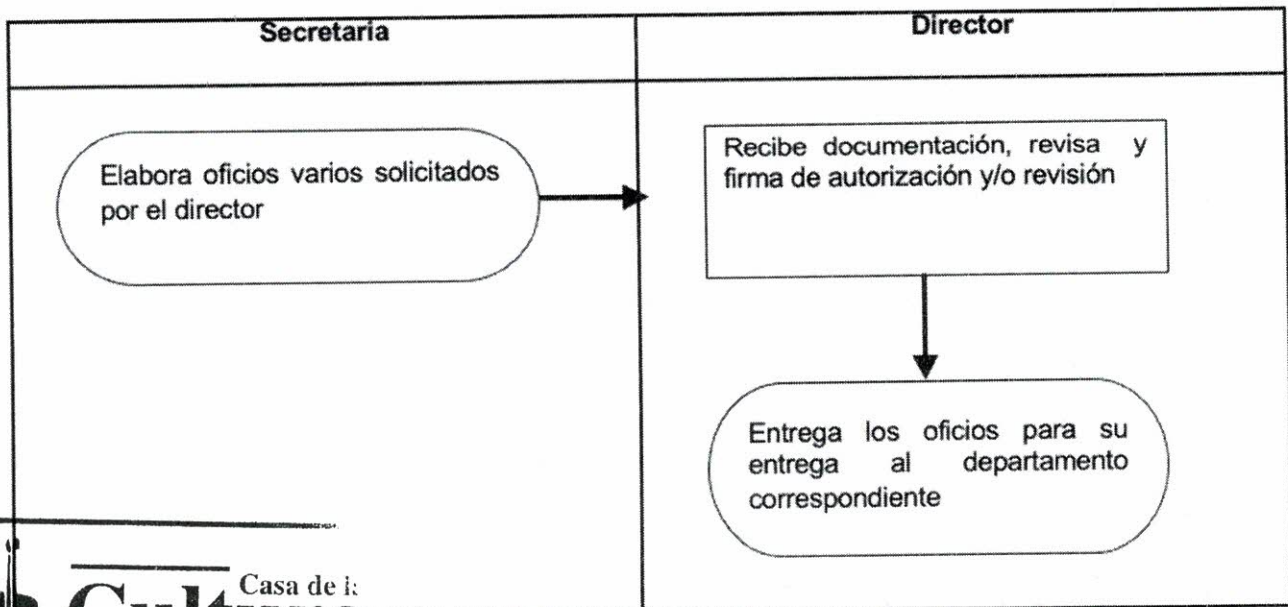 Secretaria
Director
Elabora oficios varios solicitados
por el director
Recibe documentación, revisa y
firma de autorización y/o revisión
Entrega los oficios para su
entrega al departamento
correspondiente
Casa de